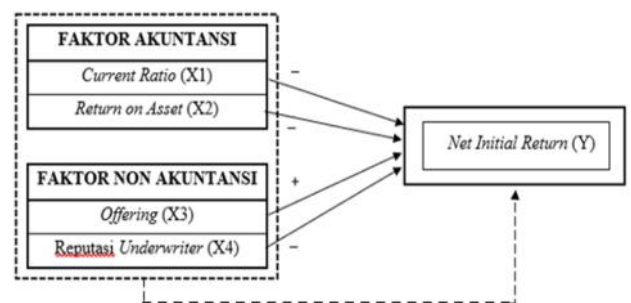 FAKTOR AKUNTANSI
Current Ratio (X1)
Return on Asset (X2)
FAKTOR NON AKUNTANSI
Offering (X3)
Reputasi Underwriter (X4)
–
–
+
–
Net Initial Return (Y)